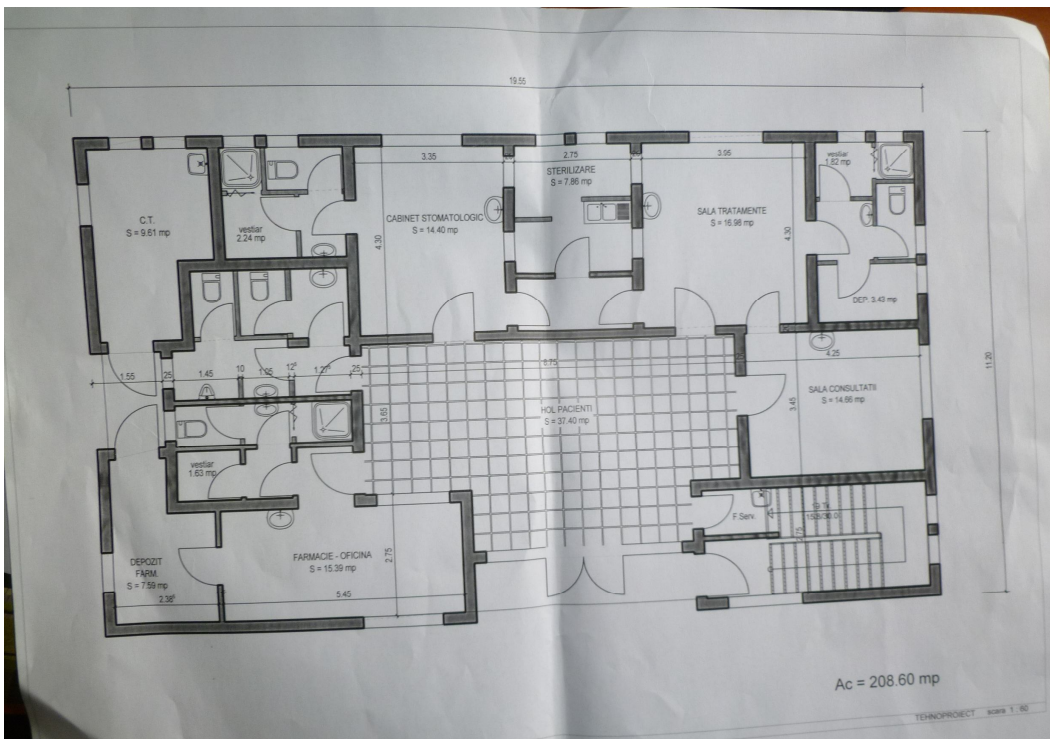 19.55
3.35
2.75
3.05
STERILIZARE
S = 7.86 mp
vestiar
1.82 mp
C.T.
S = 9.61 mp
vestiar
2.24 mp
CABINET STOMATOLOGIC
S = 14.40 mp
SALA TRATAMENTE
S = 16.98 mp
4.30
4.30
DEP. 3.43 mp
11.20
8.75
4.25
1.55
25
1.45
10
1.05
12⁵
1.27⁵
25
SALA CONSULTATII
S = 14.66 mp
3.65
HOL PACIENTI
S = 37.40 mp
3.45
vestiar
1.63 mp
F.Serv.
DEPOZIT
FARM.
S = 7.59 mp
FARMACIE - OFICINA
S = 15.39 mp
2.75
2.38⁵
5.45
Ac = 208.60 mp
TEHNOPROIECT scara 1 : 60